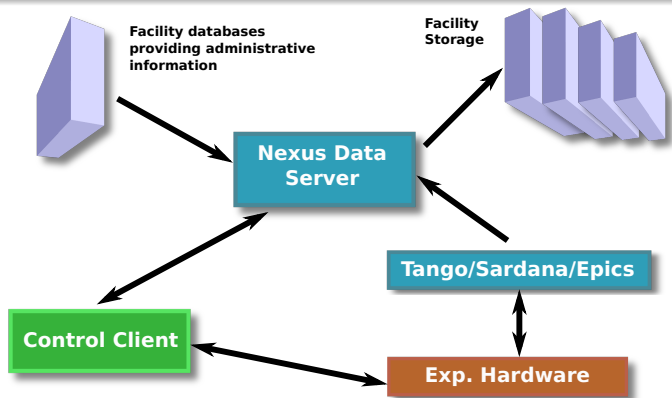 Facility databases
providing administrative
information
Facility
Storage
Nexus Data
Server
Tango/Sardana/Epics
Control Client
Exp. Hardware